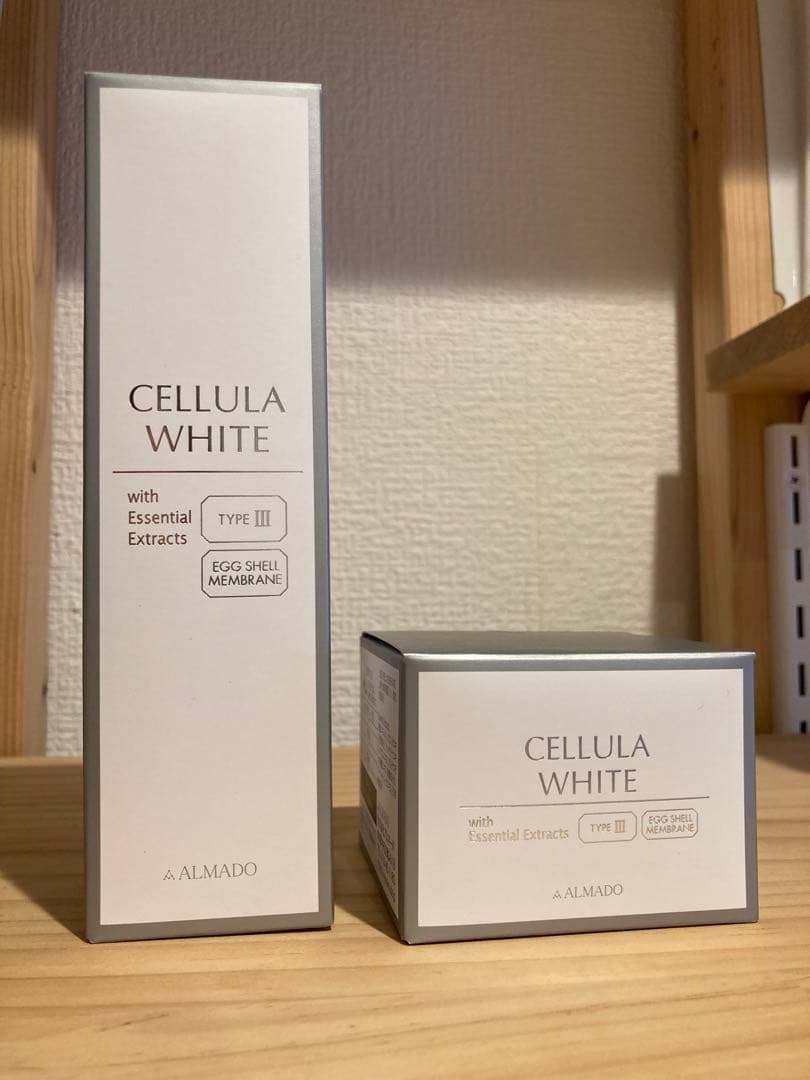 CELLULA
WHITE
with
Essential
Extracts
TYPE III
EGG SHELL
MEMBRANE
ALMADO
CELLULA
WHITE
with
Essential Extracts
TYPE III
EGG SHELL
MEMBRANE
ALMADO